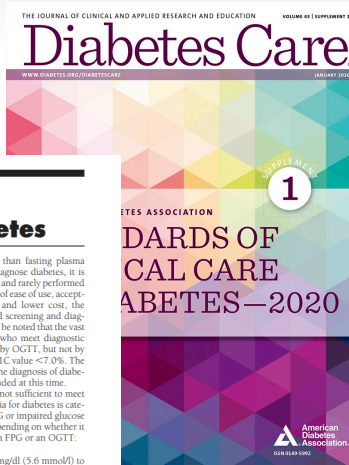 THE JOURNAL OF CLINICAL AND APPLIED RESEARCH AND EDUCATION
VOLUME 43 | SUPPLEMENT 1
Diabetes Care
WWW.DIABETES.ORG/DIABETESCARE
JANUARY 2020
SUPPLEMENT
1
ETES ASSOCIATION
DARDS OF
ICAL CARE
ABETES—2020
American
Diabetes
Association.
ISSN 0149-5992
etes
than fasting plasma
agnose diabetes, it is
and rarely performed
of ease of use, accept-
and lower cost, the
d screening and diag-
be noted that the vast
who meet diagnostic
by OGTT, but not by
1C value <7.0%. The
he diagnosis of diabe-
ded at this time.
not sufficient to meet
ia for diabetes is cate-
G or impaired glucose
pending on whether it
n FPG or an OGTT:
mg/dl (5.6 mmol/l) to